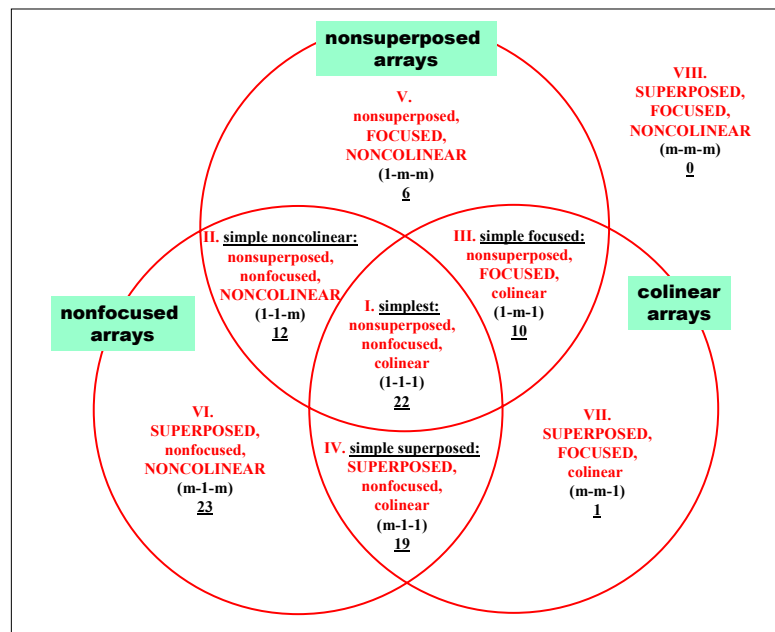 nonsuperposed
arrays
VIII.
SUPERPOSED,
FOCUSED,
NONCOLINEAR
(m-m-m)
0
V.
nonsuperposed,
FOCUSED,
NONCOLINEAR
(1-m-m)
6
II. simple noncolinear:
nonsuperposed,
nonfocused,
NONCOLINEAR
(1-1-m)
12
III. simple focused:
nonsuperposed,
FOCUSED,
colinear
(1-m-1)
10
nonfocused
arrays
I. simplest:
nonsuperposed,
nonfocused,
colinear
(1-1-1)
22
colinear
arrays
VI.
SUPERPOSED,
nonfocused,
NONCOLINEAR
(m-1-m)
23
IV. simple superposed:
SUPERPOSED,
nonfocused,
colinear
(m-1-1)
19
VII.
SUPERPOSED,
FOCUSED,
colinear
(m-m-1)
1